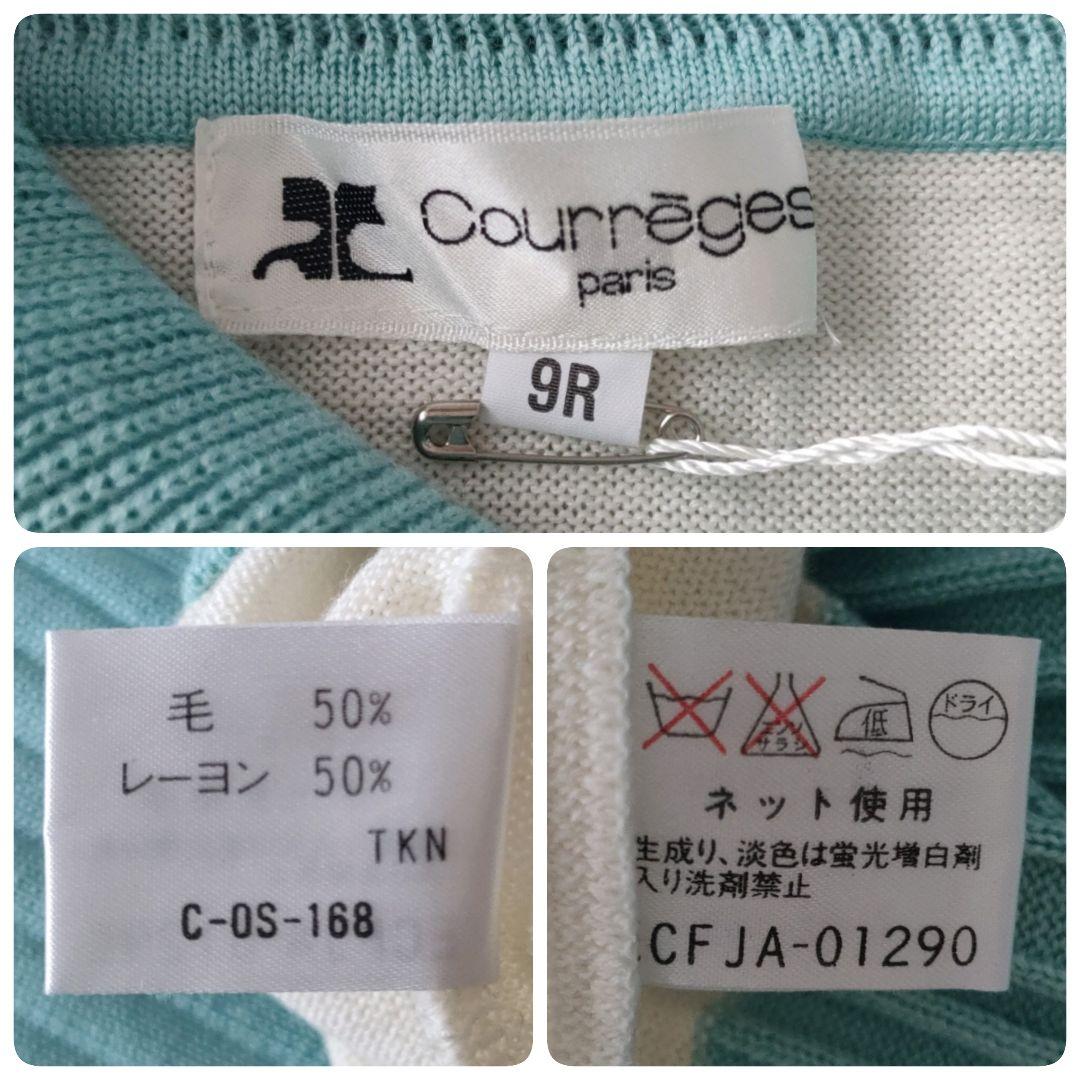 Courrèges
paris
9R
毛 50%
レーヨン 50%
TKN
C-OS-168
エンソ
サラシ
低
ドライ
ネット使用
生成り、淡色は蛍光増白剤
入り洗剤禁止
CFJA-01290